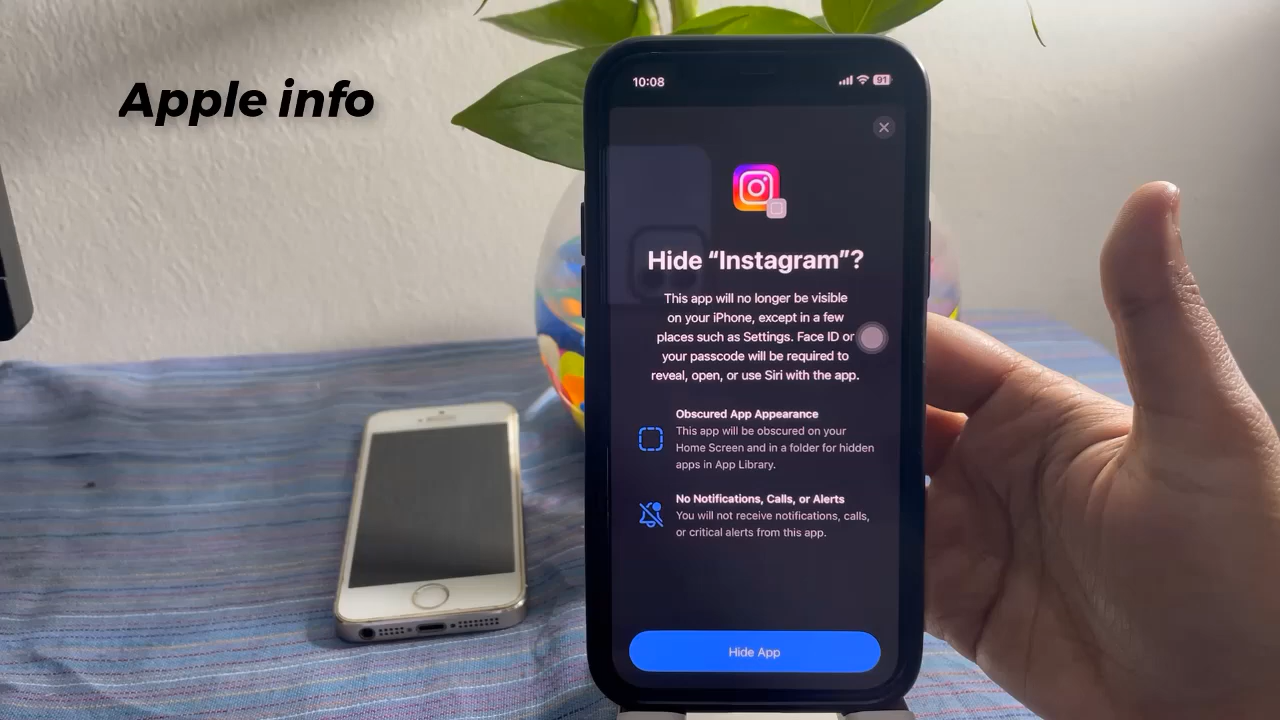 Apple info
10:08
91
Hide “Instagram”?
This app will no longer be visible
on your iPhone, except in a few
places such as Settings. Face ID or
your passcode will be required to
reveal, open, or use Siri with the app.
Obscured App Appearance
This app will be obscured on your
Home Screen and in a folder for hidden
apps in App Library.
No Notifications, Calls, or Alerts
You will not receive notifications, calls,
or critical alerts from this app.
Hide App